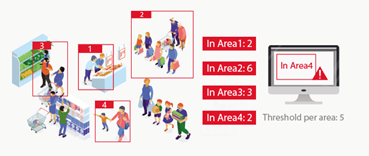 2
3
1
4
In Area1: 2
In Area2: 6
In Area3: 3
In Area4: 2
In Area4
Threshold per area: 5